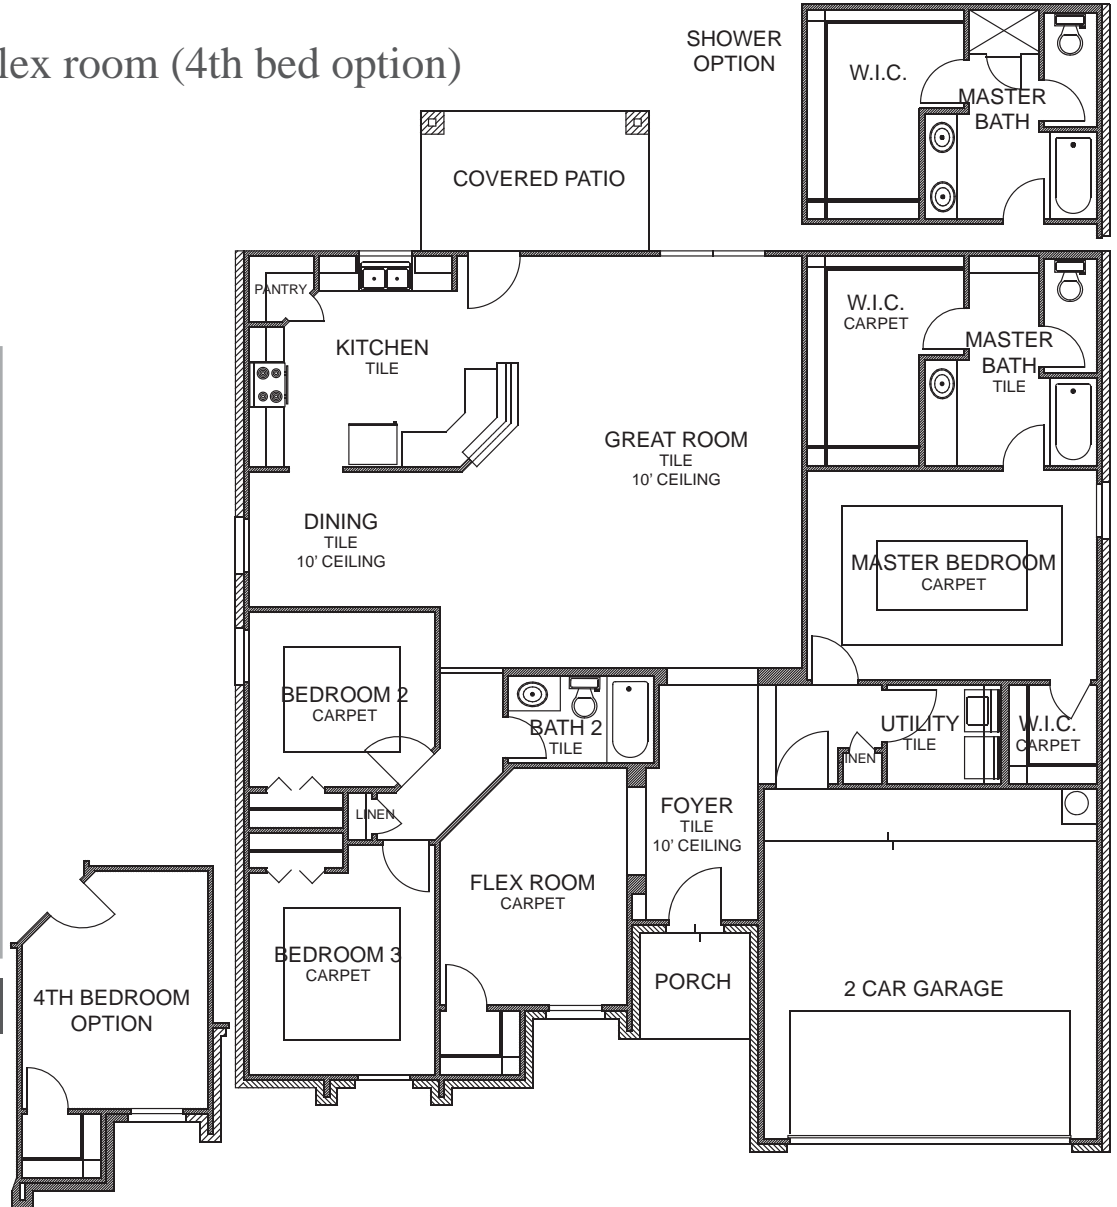 lex room (4th bed option)
SHOWER
OPTION
W.I.C.
MASTER
BATH
COVERED PATIO
PANTRY
KITCHEN
TILE
W.I.C.
CARPET
MASTER
BATH
TILE
GREAT ROOM
TILE
10' CEILING
DINING
TILE
10' CEILING
MASTER BEDROOM
CARPET
BEDROOM 2
CARPET
BATH 2
TILE
UTILITY
TILE
W.I.C.
CARPET
INEN
LINEN
FOYER
TILE
10' CEILING
FLEX ROOM
CARPET
BEDROOM 3
CARPET
PORCH
2 CAR GARAGE
4TH BEDROOM
OPTION